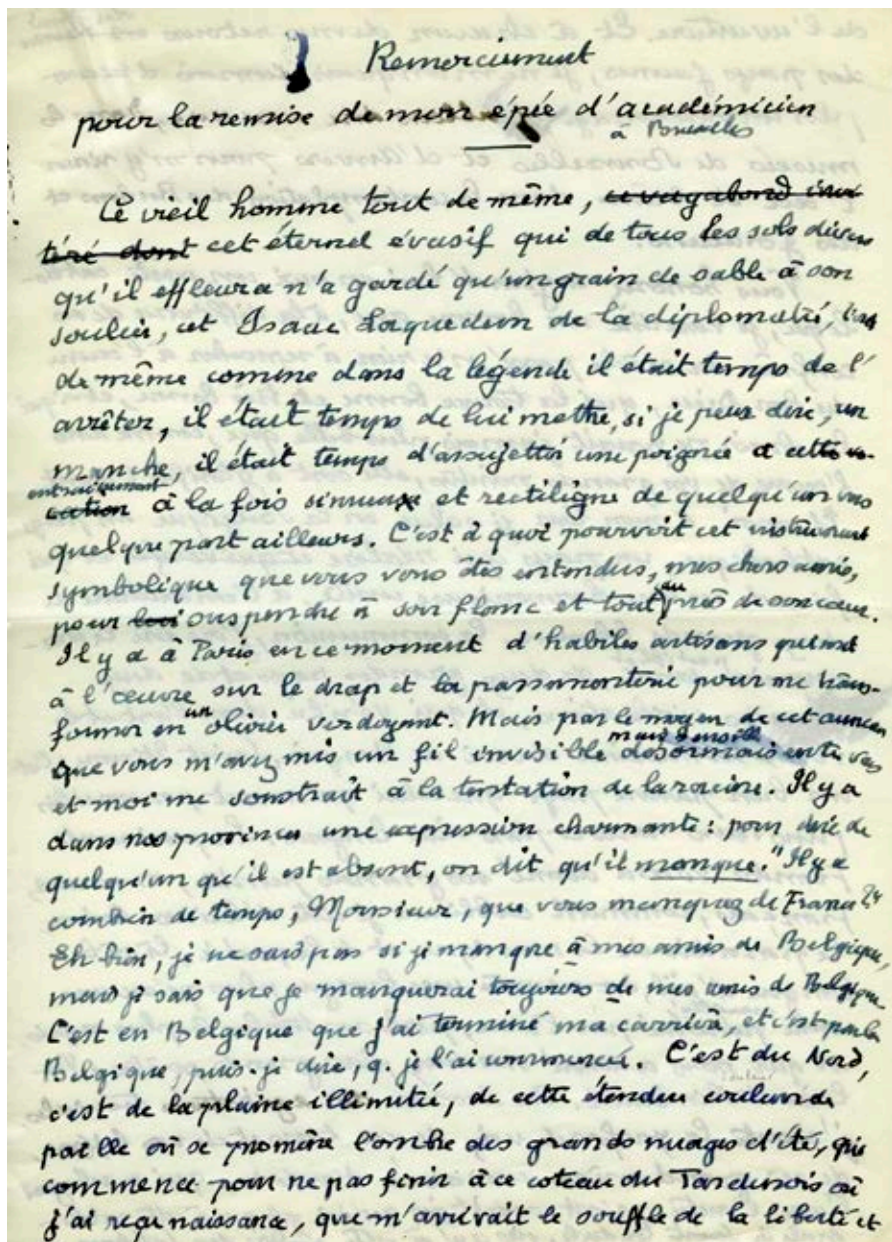 Remerciement
pour la remise de mon épée d'académicien
à Bruxelles
Ce vieil homme tout de même, ce vagabond invé
téré dont cet éternel évasif qui de tous les sols divers
qu'il effleura n'a gardé qu'un grain de sable à son
soulier, cet Isaac Laquedem de la diplomatie, tout
de même comme dans la légende il était temps de l'
arrêter, il était temps de lui mettre, si je peux dire, un
manche, il était temps d'assujettir une poignée à cette vo-
entraînement
cation à la fois sinueux et rectiligne de quelqu'un vers
quelque part ailleurs. C'est à quoi pourvoit cet instrument
symbolique que vous vous êtes entendus, mes chers amis,
pour lui suspendre à son flanc et tout auprès de son cœur.
Il y a à Paris en ce moment d'habiles artisans qui sont
à l'œuvre sur le drap et la passementerie pour me trans-
former en un olivier verdoyant. Mais par le moyen de cet
que vous m'avez mis un fil invisible désormais entre vous
et moi me soustrait à la tentation de la racine. Il y a
dans nos provinces une expression charmante : pour dire de
quelqu'un qu'il est absent, on dit qu'il manque. "Il y a
combien de temps, Monsieur, que vous manquez de France ?"
Eh bien, je ne sais pas si je manque à mes amis de Belgique,
mais je sais que je manquerai toujours de mes amis de Belgique.
C'est en Belgique que j'ai terminé ma carrière, et c'est par la
Belgique, puis-je dire, q. je l'ai commencée. C'est du Nord,
c'est de la plaine illimitée, de cette étendue couleur de
paille où se promène l'ombre des grands nuages d'été, qui
commence pour ne pas finir à ce coteau du Tardenois où
j'ai reçu naissance, que m'arrivait le souffle de la liberté et